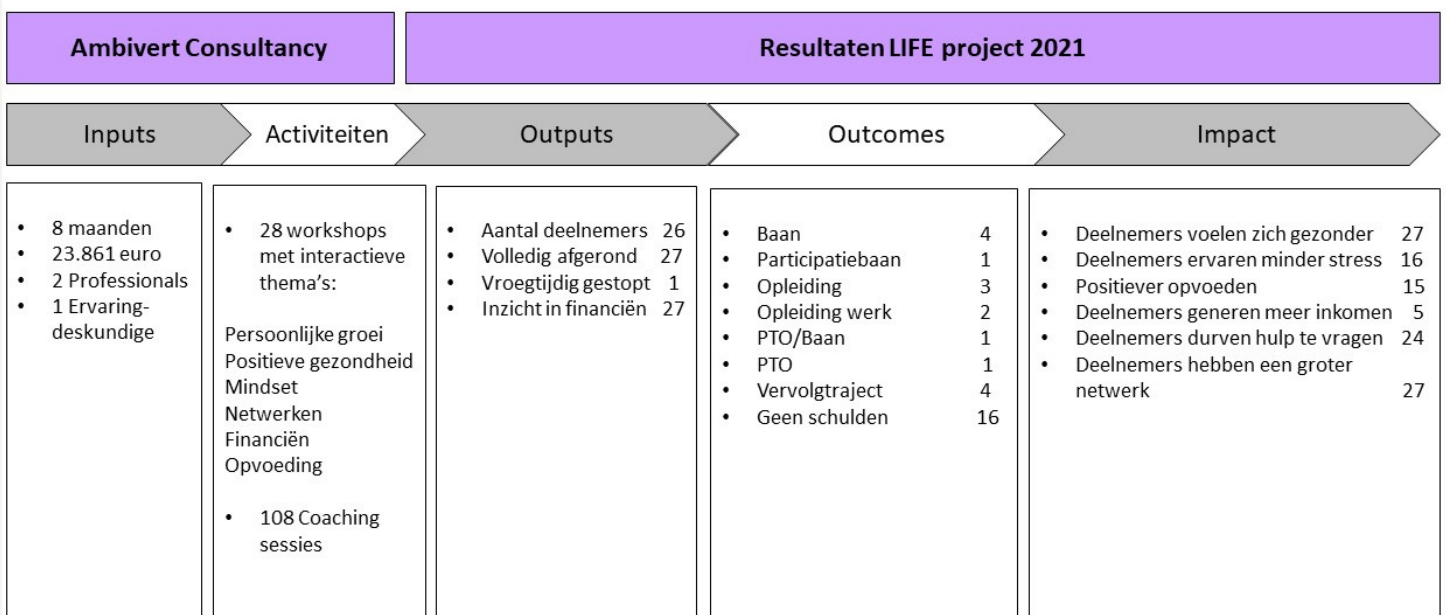 Ambivert Consultancy
Resultaten LIFE project 2021
Inputs
Activiteiten
Outputs
Outcomes
Impact
• 8 maanden
• 23.861 euro
• 2 Professionals
• 1 Ervaring-
deskundige
• 28 workshops
met interactieve
thema's:
Persoonlijke groei
Positieve gezondheid
Mindset
Netwerken
Financiën
Opvoeding
• 108 Coaching
sessies
• Aantal deelnemers 26
• Volledig afgerond 27
• Vroegtijdig gestopt 1
• Inzicht in financiën 27
• Baan 4
• Participatiebaan 1
• Opleiding 3
• Opleiding werk 2
• PTO/Baan 1
• PTO 1
• Vervolgtraject 4
• Geen schulden 16
• Deelnemers voelen zich gezonder 27
• Deelnemers ervaren minder stress 16
• Positiever opvoeden 15
• Deelnemers generen meer inkomen 5
• Deelnemers durven hulp te vragen 24
• Deelnemers hebben een groter
netwerk 27